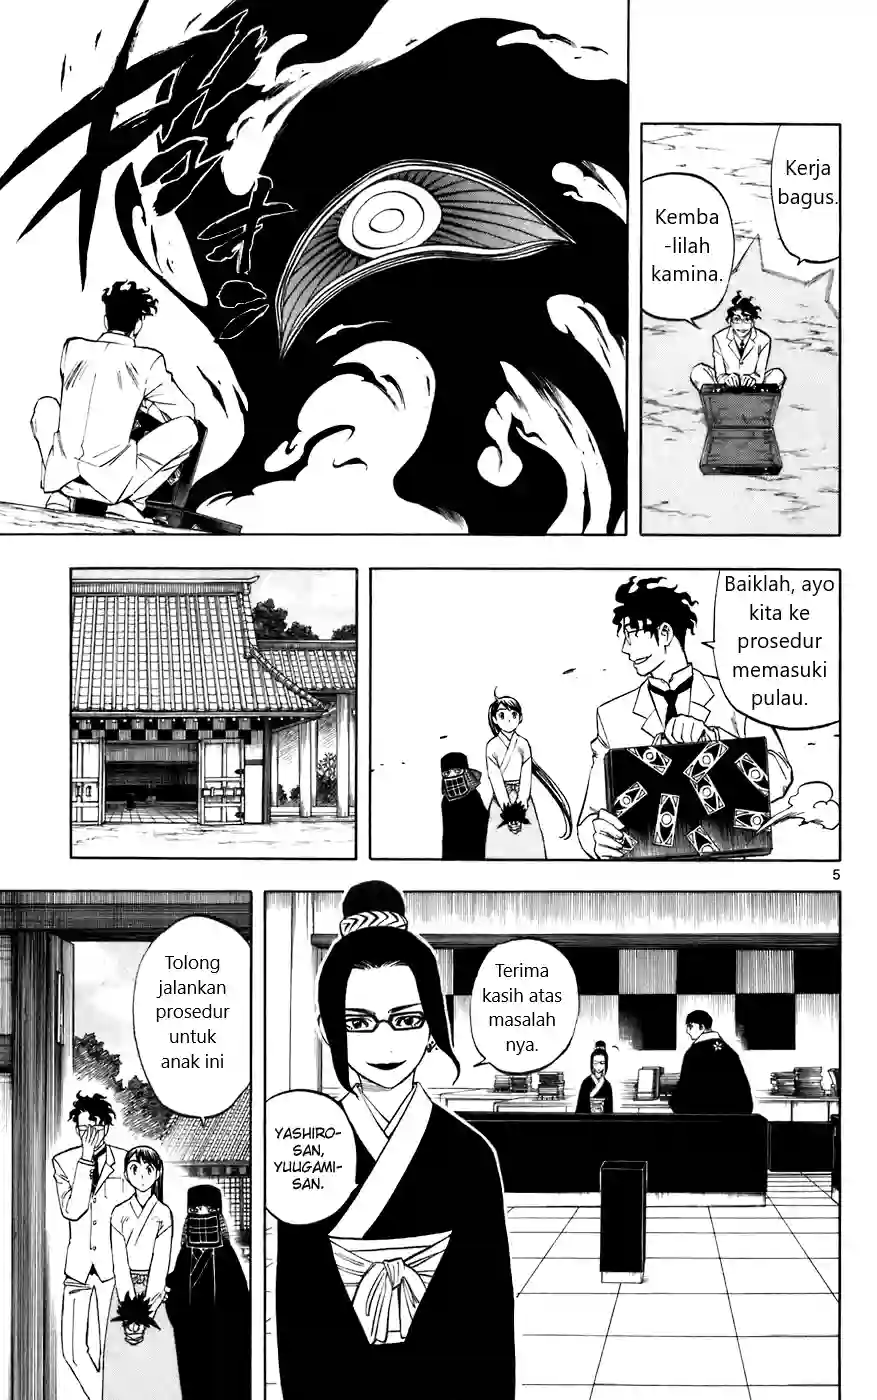 Kerja
bagus.
Kemba
-lilah
kamina.
Baiklah, ayo
kita ke
prosedur
memasuki
pulau.
5
Terima
kasih atas
masalah
nya.
YASHIRO-
SAN,
YUUGAMI-
SAN.
Tolong
jalankan
prosedur
untuk
anak ini